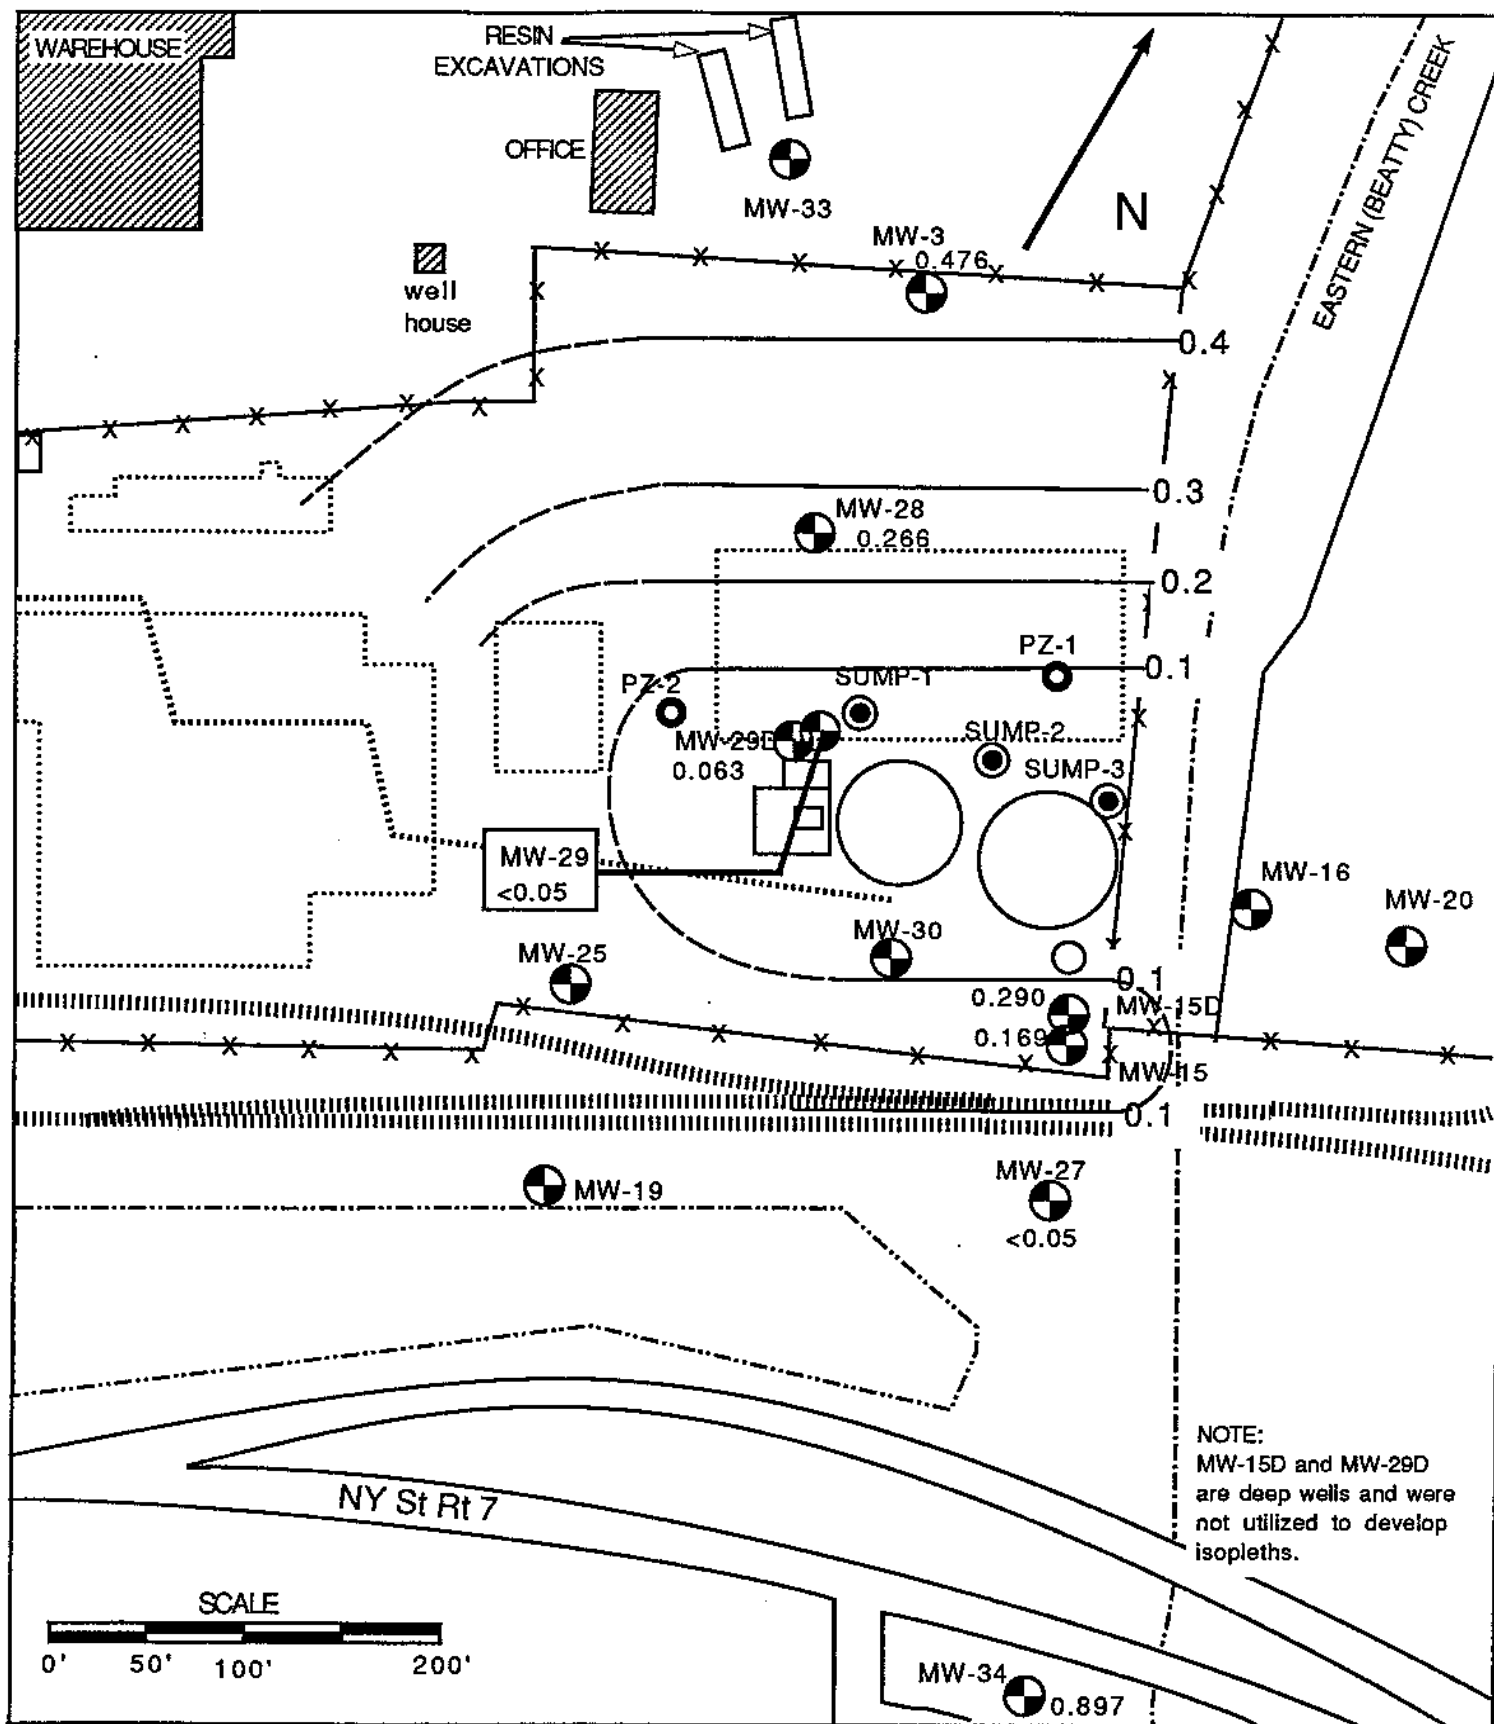 WAREHOUSE
RESIN
EXCAVATIONS
OFFICE
MW-33
N
EASTERN (BEATTY) CREEK
MW-3
0.476
well
house
0.4
0.3
MW-28
0.266
0.2
PZ-1
0.1
SUMP-1
PZ-2
MW-29D
0.063
SUMP-2
SUMP-3
MW-29
<0.05
MW-16
MW-20
MW-30
MW-25
0.1
0.290
MW-15D
0.169
MW-15
0.1
MW-27
<0.05
MW-19
NOTE:
MW-15D and MW-29D
are deep wells and were
not utilized to develop
isopleths.
NY St Rt 7
SCALE
0' 50' 100' 200'
MW-34
0.897